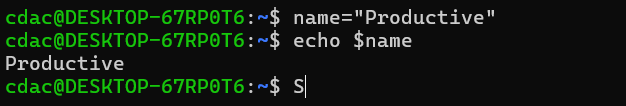 cdac@DESKTOP-67RP0T6:~$ name="Productive"
cdac@DESKTOP-67RP0T6:~$ echo $name
Productive
cdac@DESKTOP-67RP0T6:~$ S